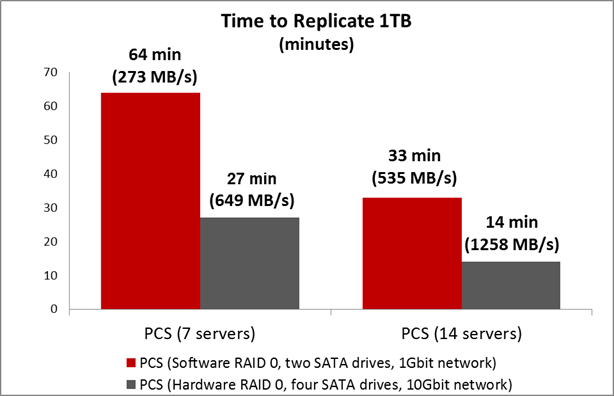 Time to Replicate 1TB
(minutes)
64 min
(273 MB/s)
27 min
(649 MB/s)
33 min
(535 MB/s)
14 min
(1258 MB/s)
70
60
50
40
30
20
10
0
PCS (7 servers)
PCS (14 servers)
PCS (Software RAID 0, two SATA drives, 1Gbit network)
PCS (Hardware RAID 0, four SATA drives, 10Gbit network)